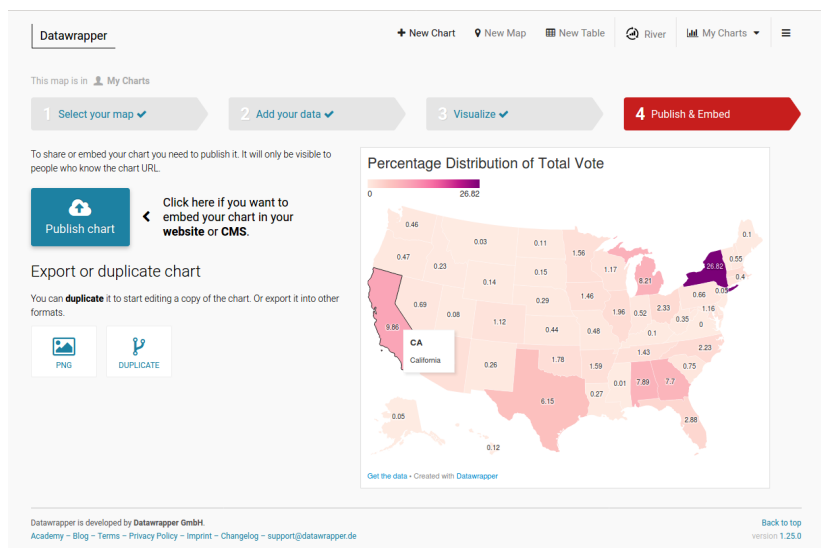 Datawrapper
New Chart
New Map
New Table
River
My Charts
This map is in My Charts
1 Select your map
2 Add your data
3 Visualize
4 Publish & Embed
To share or embed your chart you need to publish it. It will only be visible to
people who know the chart URL.
Publish chart
Click here if you want to
embed your chart in your
website or CMS.
Export or duplicate chart
You can duplicate it to start editing a copy of the chart. Or export it into other
formats.
PNG
DUPLICATE
Percentage Distribution of Total Vote
0
26.82
0.46
0.03
0.11
1.56
0.1
0.47
0.23
0.15
1.17
8.21
26.82
0.55
0.4
0.14
0.05
0.66
0.69
0.08
0.29
1.46
1.96
0.52
2.33
1.16
0.35
0
9.86
1.12
0.44
0.48
0.1
CA
California
0.26
1.78
1.59
1.43
2.23
0.75
0.01
7.89
7.7
6.15
0.27
2.88
0.05
0.12
Get the data • Created with Datawrapper
Datawrapper is developed by Datawrapper GmbH.
Academy – Blog – Terms – Privacy Policy – Imprint – Changelog – support@datawrapper.de
Back to top
version 1.25.0